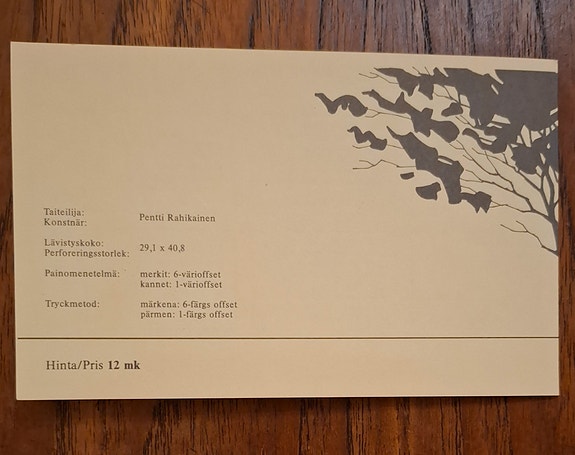 Taiteilija:
Konstnär: Pentti Rahikainen
Lävistyskoko:
Perforeringsstorlek: 29,1 x 40,8
Painomenetelmä: merkit: 6-värioffset
kannet: 1-värioffset
Tryckmetod: märkena: 6-färgs offset
pärmen: 1-färgs offset
Hinta/Pris 12 mk